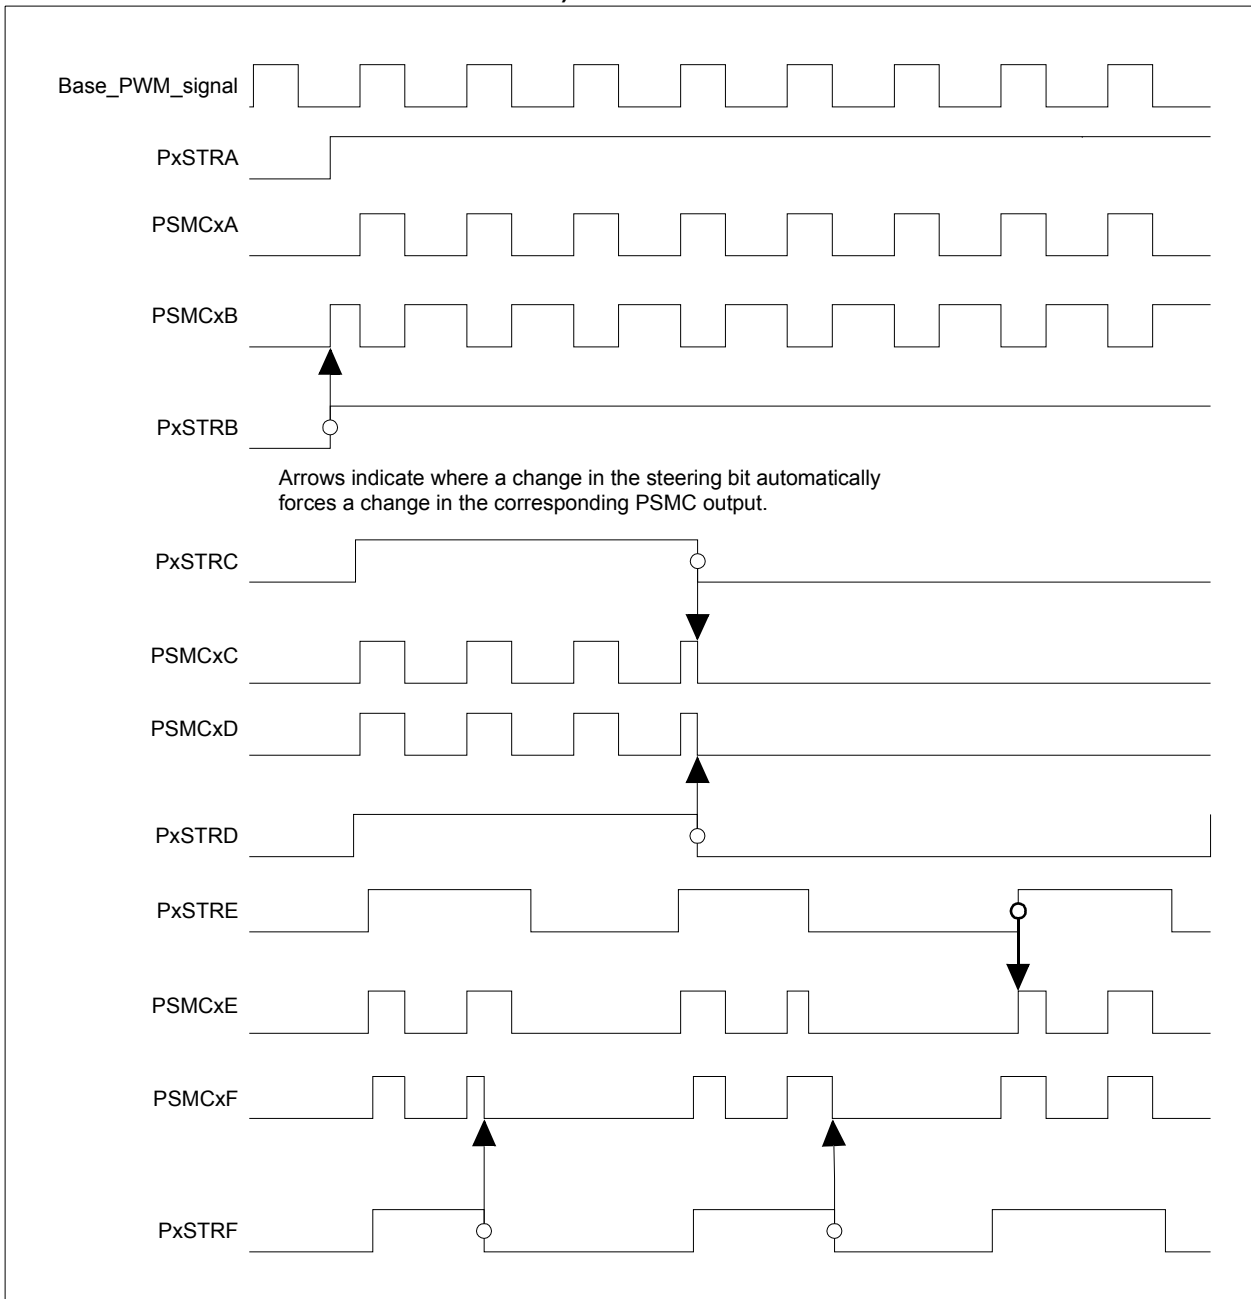 Base_PWM_signal
PxSTRA
PSMCxA
PSMCxB
PxSTRB
Arrows indicate where a change in the steering bit automatically
forces a change in the corresponding PSMC output.
PxSTRC
PSMCxC
PSMCxD
PxSTRD
PxSTRE
PSMCxE
PSMCxF
PxSTRF